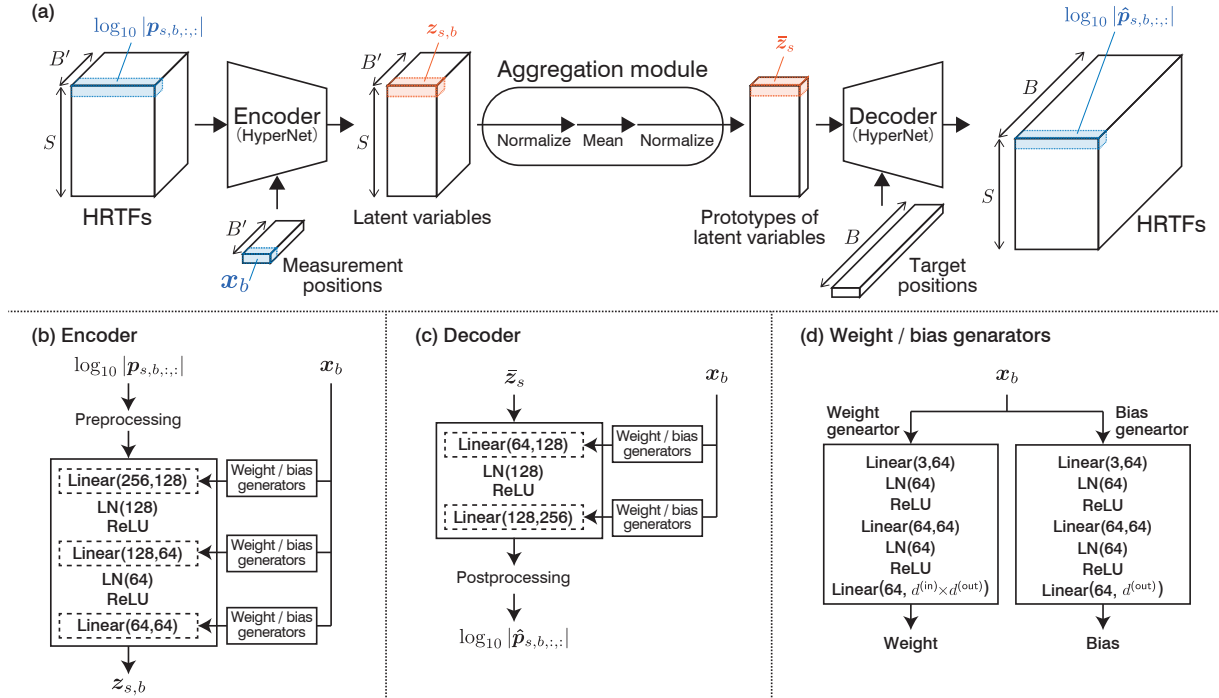 (a)
log₁₀ |p_{s,b,:,:}|
B′
S
HRTFs
Encoder
(HyperNet)
B′
x_b
Measurement
positions
z_{s,b}
B′
S
Latent variables
Aggregation module
Normalize
Mean
Normalize
z̄_s
Prototypes of
latent variables
Decoder
(HyperNet)
B
Target
positions
log₁₀ |p̂_{s,b,:,:}|
B
S
HRTFs
(b) Encoder
log₁₀ |p_{s,b,:,:}|
x_b
Preprocessing
Linear(256,128)
Weight / bias
generators
LN(128)
ReLU
Linear(128,64)
Weight / bias
generators
LN(64)
ReLU
Linear(64,64)
Weight / bias
generators
z_{s,b}
(c) Decoder
z̄_s
x_b
Linear(64,128)
Weight / bias
generators
LN(128)
ReLU
Linear(128,256)
Weight / bias
generators
Postprocessing
log₁₀ |p̂_{s,b,:,:}|
(d) Weight / bias genarators
x_b
Weight
geneartor
Linear(3,64)
LN(64)
ReLU
Linear(64,64)
LN(64)
ReLU
Linear(64, d^{(in)}×d^{(out)})
Weight
Bias
geneartor
Linear(3,64)
LN(64)
ReLU
Linear(64,64)
LN(64)
ReLU
Linear(64, d^{(out)})
Bias